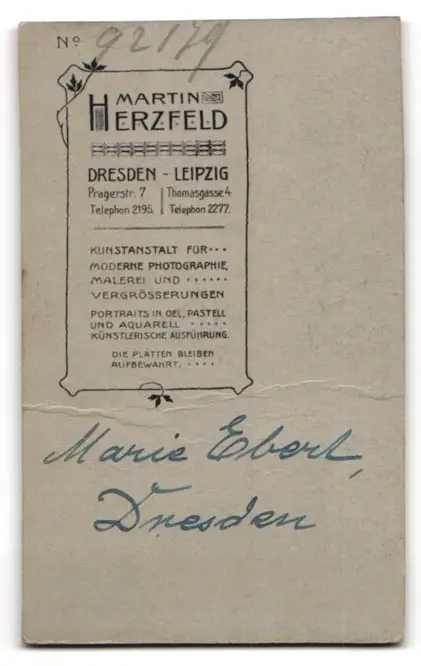 No 92179
MARTIN
HERZFELD
DRESDEN - LEIPZIG
Pragerstr. 7 | Thomasgasse 4
Telephon 2195. | Telephon 2277.
KUNSTANSTALT FÜR
MODERNE PHOTOGRAPHIE,
MALEREI UND
VERGRÖSSERUNGEN
PORTRAITS IN OEL, PASTELL
UND AQUARELL
KÜNSTLERISCHE AUSFÜHRUNG.
DIE PLATTEN BLEIBEN
AUFBEWAHRT.
Marie Ebert,
Dresden